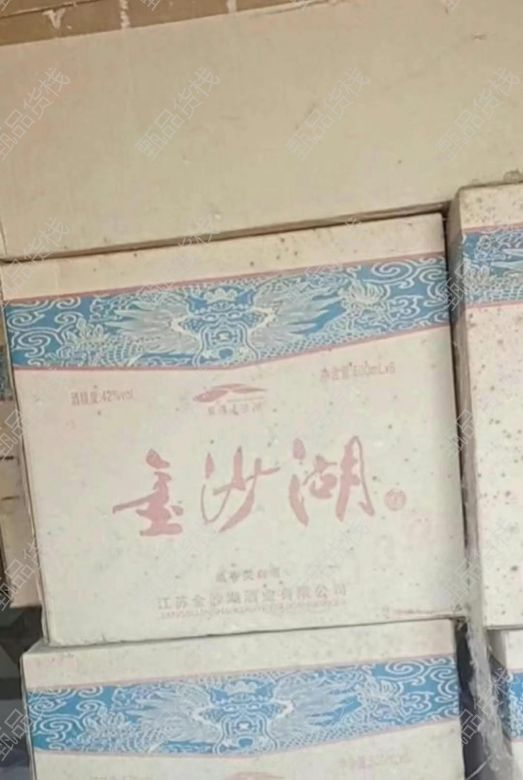 酒精度:42%vol
净含量:500mL×6
金沙湖
江苏金沙湖酒业有限公司
甄品货栈